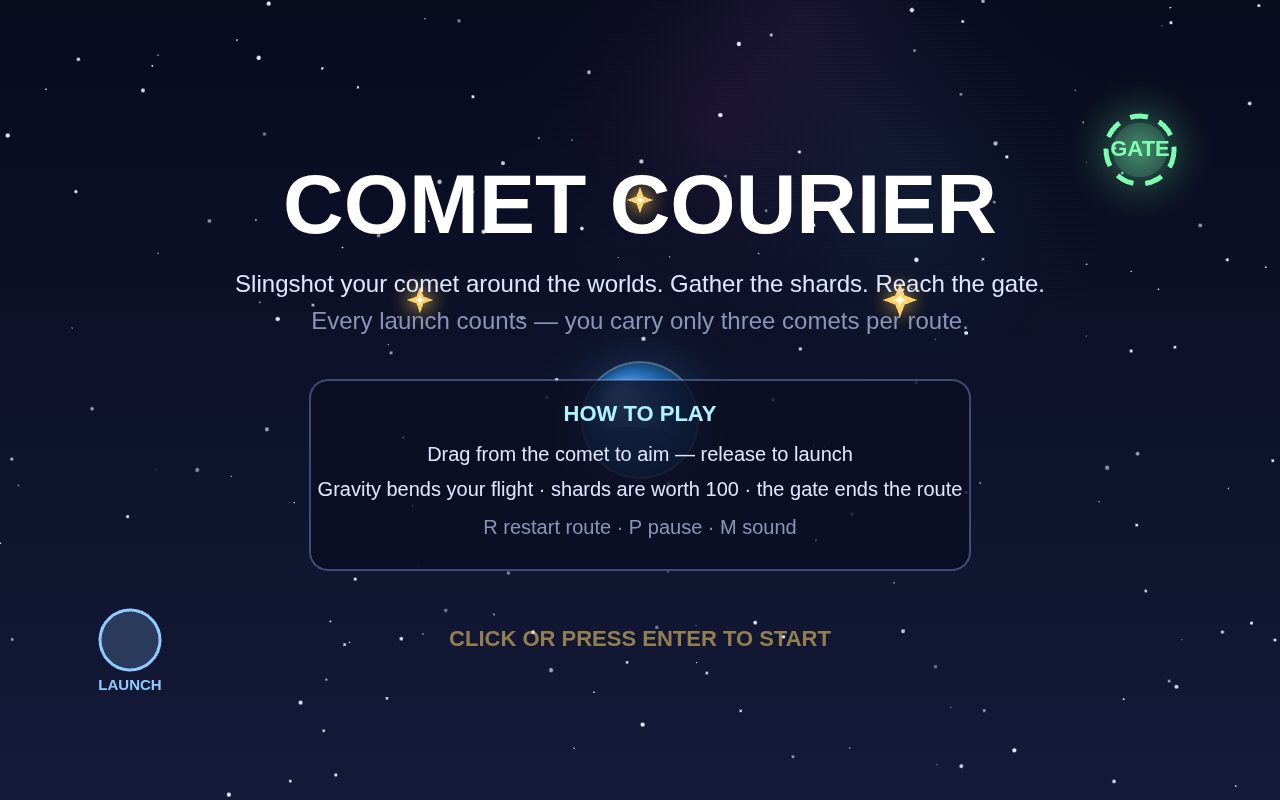 GATE
COMET COURIER
Slingshot your comet around the worlds. Gather the shards. Reach the gate.
Every launch counts — you carry only three comets per route.
HOW TO PLAY
Drag from the comet to aim — release to launch
Gravity bends your flight · shards are worth 100 · the gate ends the route
R restart route · P pause · M sound
CLICK OR PRESS ENTER TO START
LAUNCH